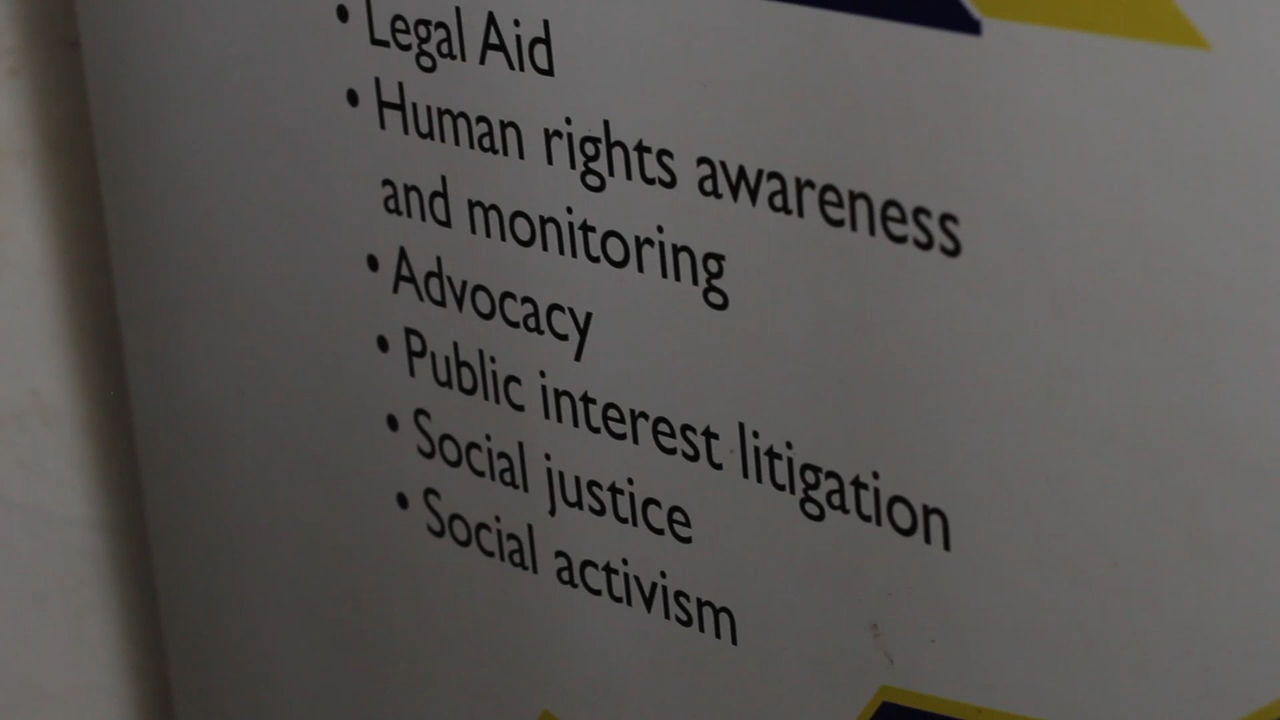 • Legal Aid
• Human rights awareness
and monitoring
• Advocacy
• Public interest litigation
• Social justice
• Social activism